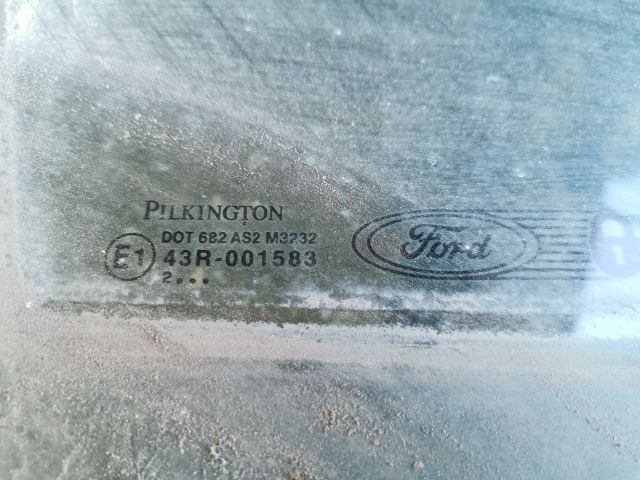 PILKINGTON
DOT 682 AS2 M3232
E1 43R-001583
2...
Ford